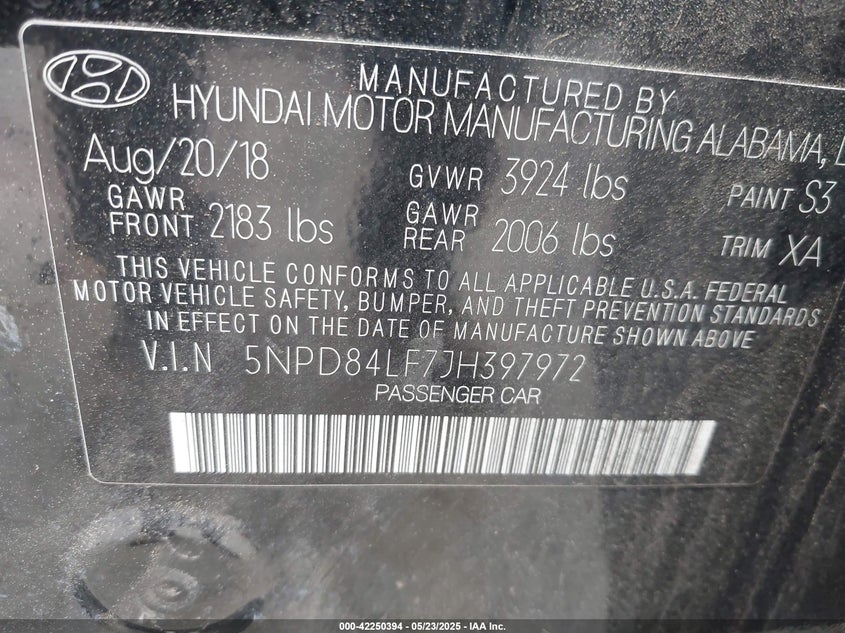 MANUFACTURED BY
HYUNDAI MOTOR MANUFACTURING ALABAMA,
Aug/20/18 GVWR 3924 lbs PAINT S3
GAWR FRONT 2183 lbs GAWR REAR 2006 lbs TRIM XA
THIS VEHICLE CONFORMS TO ALL APPLICABLE U.S.A. FEDERAL
MOTOR VEHICLE SAFETY, BUMPER, AND THEFT PREVENTION STANDARDS
IN EFFECT ON THE DATE OF MANUFACTURE SHOWN ABOVE
V.I.N 5NPD84LF7JH397972
PASSENGER CAR
000-42250394 - 05/23/2025 - IAA Inc.